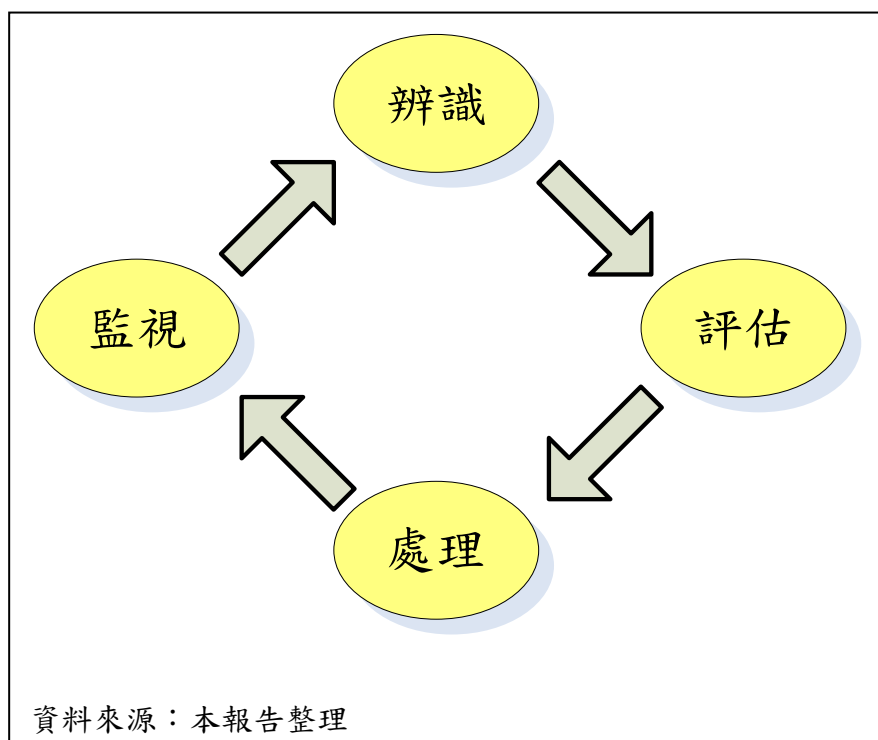 辨識
監視
評估
處理
資料來源：本報告整理